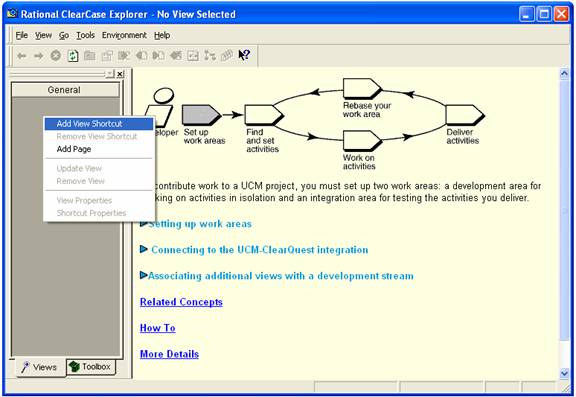 Rational ClearCase Explorer - No View Selected
File View Go Tools Environment Help
General
Add View Shortcut
Remove View Shortcut
Add Page
Update View
Remove View
View Properties
Shortcut Properties
eloper
Set up
work areas
Find
and set
activities
Rebase your
work area
Work on
activities
Deliver
activities
contribute work to a UCM project, you must set up two work areas: a development area for
king on activities in isolation and an integration area for testing the activities you deliver.
Setting up work areas
Connecting to the UCM-ClearQuest integration
Associating additional views with a development stream
Related Concepts
How To
More Details
Views
Toolbox